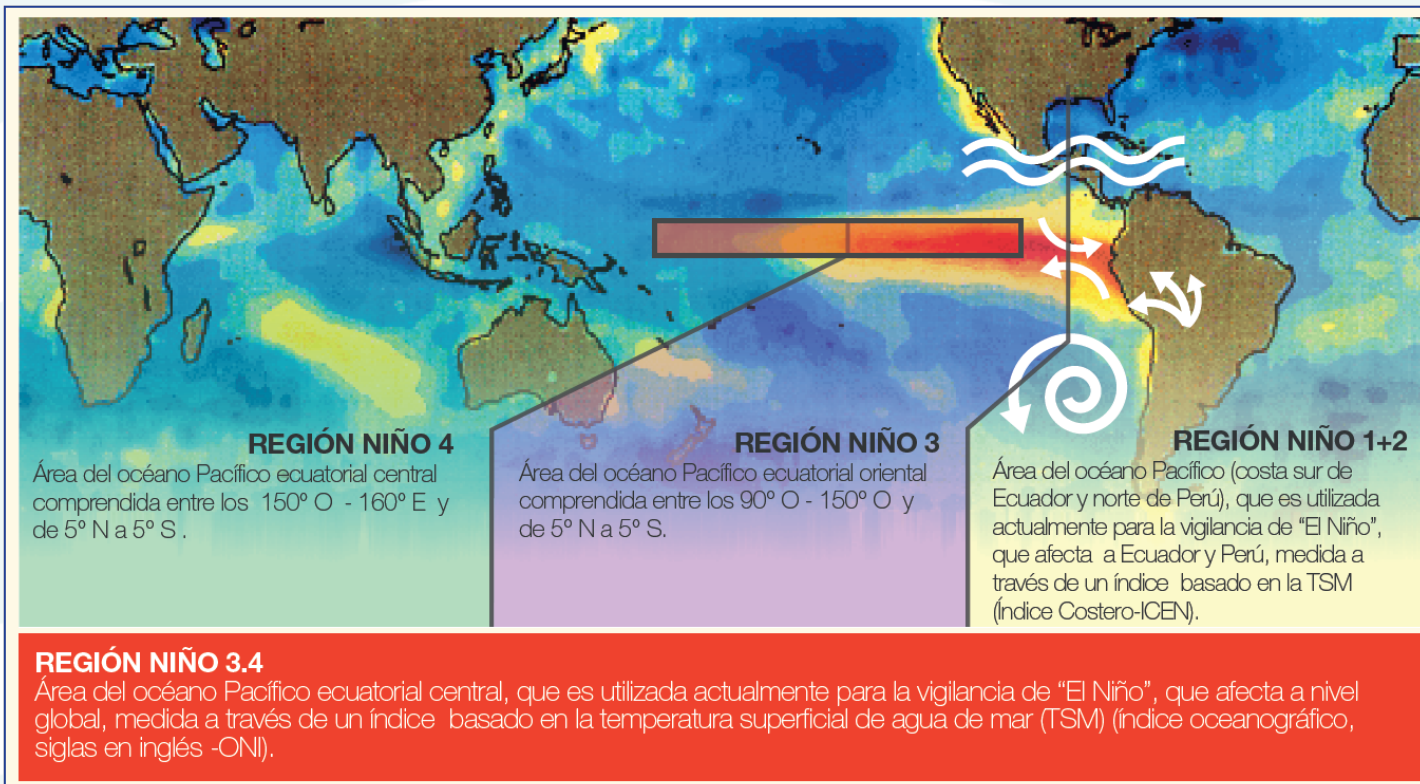 REGIÓN NIÑO 4
Área del océano Pacífico ecuatorial central
comprendida entre los 150º O - 160º E y
de 5º N a 5º S .
REGIÓN NIÑO 3
Área del océano Pacífico ecuatorial oriental
comprendida entre los 90º O - 150º O y
de 5º N a 5º S.
REGIÓN NIÑO 1+2
Área del océano Pacífico (costa sur de
Ecuador y norte de Perú), que es utilizada
actualmente para la vigilancia de “El Niño”,
que afecta a Ecuador y Perú, medida a
través de un índice basado en la TSM
(Índice Costero-ICEN).
REGIÓN NIÑO 3.4
Área del océano Pacífico ecuatorial central, que es utilizada actualmente para la vigilancia de “El Niño”, que afecta a nivel
global, medida a través de un índice basado en la temperatura superficial de agua de mar (TSM) (índice oceanográfico,
siglas en inglés -ONI).